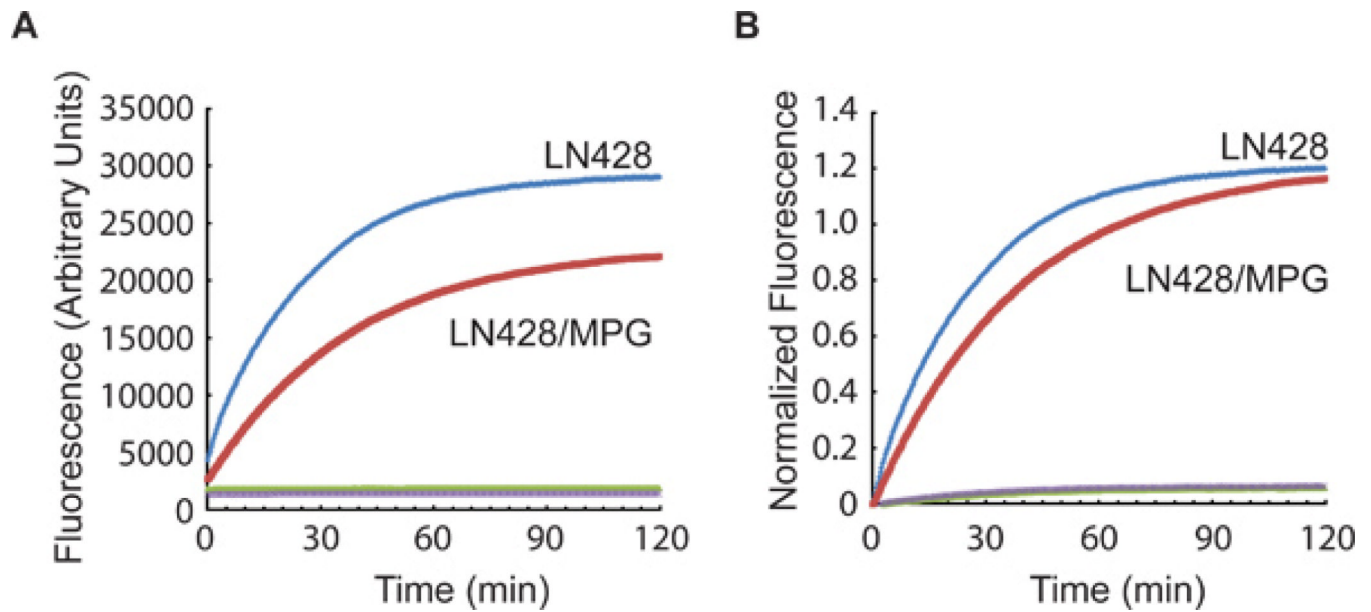 A
Fluorescence (Arbitrary Units)
35000
30000
25000
20000
15000
10000
5000
0
LN428
LN428/MPG
0 30 60 90 120
Time (min)
B
Normalized Fluorescence
1.4
1.2
1.0
0.8
0.6
0.4
0.2
0
LN428
LN428/MPG
0 30 60 90 120
Time (min)